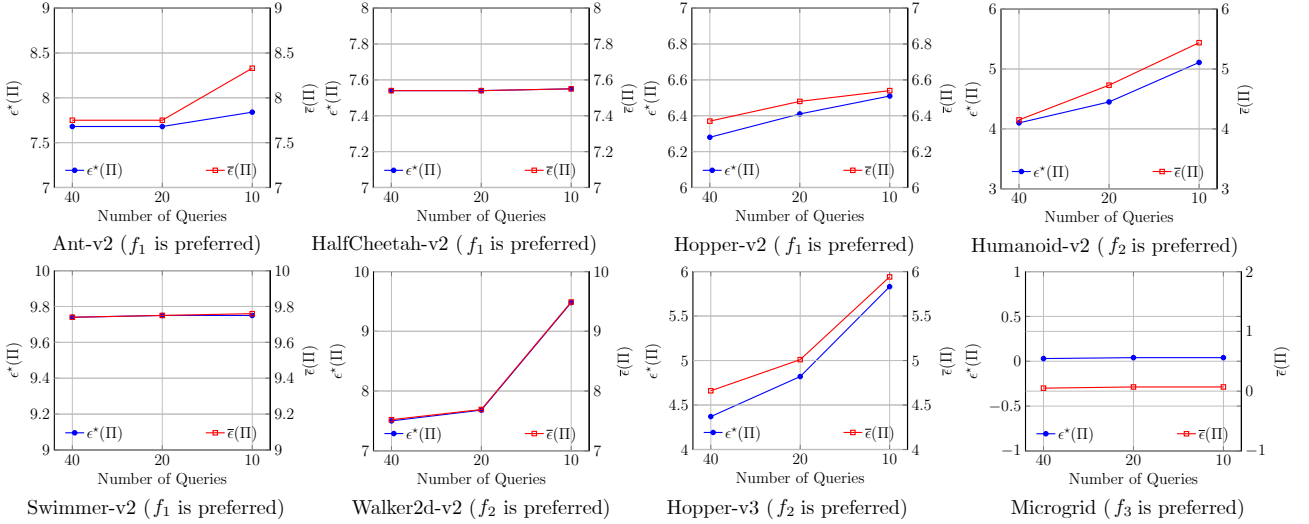 9 9
8.5 8.5
8 8
7.5 7.5
7 7
ϵ⋆(Π)
ϵ̄(Π)
ϵ⋆(Π) ϵ̄(Π)
40 20 10
Number of Queries
Ant-v2 (f₁ is preferred)
8 8
7.8 7.8
7.6 7.6
7.4 7.4
7.2 7.2
7 7
ϵ⋆(Π)
ϵ̄(Π)
ϵ⋆(Π) ϵ̄(Π)
40 20 10
Number of Queries
HalfCheetah-v2 (f₁ is preferred)
7 7
6.8 6.8
6.6 6.6
6.4 6.4
6.2 6.2
6 6
ϵ⋆(Π)
ϵ̄(Π)
ϵ⋆(Π) ϵ̄(Π)
40 20 10
Number of Queries
Hopper-v2 (f₁ is preferred)
6 6
5 5
4 4
3 3
ϵ⋆(Π)
ϵ̄(Π)
ϵ⋆(Π) ϵ̄(Π)
40 20 10
Number of Queries
Humanoid-v2 (f₂ is preferred)
10 10
9.8 9.8
9.6 9.6
9.4 9.4
9.2 9.2
9 9
ϵ⋆(Π)
ϵ̄(Π)
ϵ⋆(Π) ϵ̄(Π)
40 20 10
Number of Queries
Swimmer-v2 (f₁ is preferred)
10 10
9 9
8 8
7 7
ϵ⋆(Π)
ϵ̄(Π)
ϵ⋆(Π) ϵ̄(Π)
40 20 10
Number of Queries
Walker2d-v2 (f₂ is preferred)
6 6
5.5
5 5
4.5
4 4
ϵ⋆(Π)
ϵ̄(Π)
ϵ⋆(Π) ϵ̄(Π)
40 20 10
Number of Queries
Hopper-v3 (f₂ is preferred)
1 2
0.5 1
0 0
−0.5
−1 −1
ϵ⋆(Π)
ϵ̄(Π)
ϵ⋆(Π) ϵ̄(Π)
40 20 10
Number of Queries
Microgrid (f₃ is preferred)